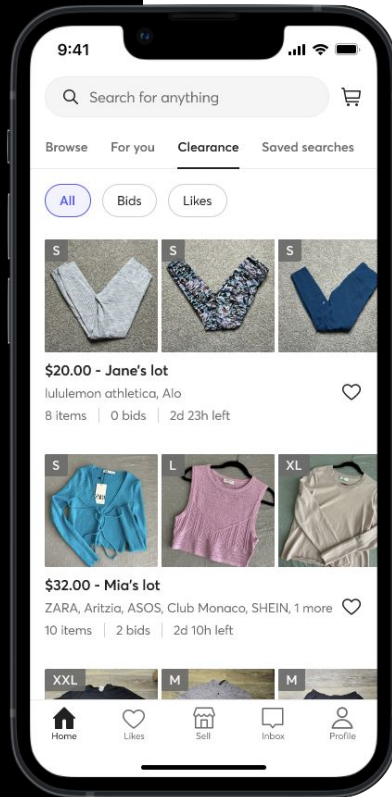 9:41
Search for anything
Browse For you Clearance Saved searches
All Bids Likes
S S S
$20.00 - Jane's lot
lululemon athletica, Alo
8 items 0 bids 2d 23h left
S L XL
$32.00 - Mia's lot
ZARA, Aritzia, ASOS, Club Monaco, SHEIN, 1 more
10 items 2 bids 2d 10h left
XXL M M
Home Likes Sell Inbox Profile